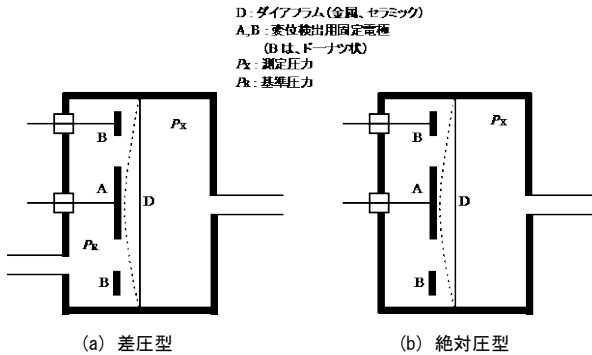 D : ダイアフラム(金属、セラミック)
A,B : 変位検出用固定電極
(B は、ドーナツ状)
Px : 測定圧力
PR : 基準圧力
Px
B
A
D
PR
B
(a) 差圧型
Px
B
A
D
B
(b) 絶対圧型